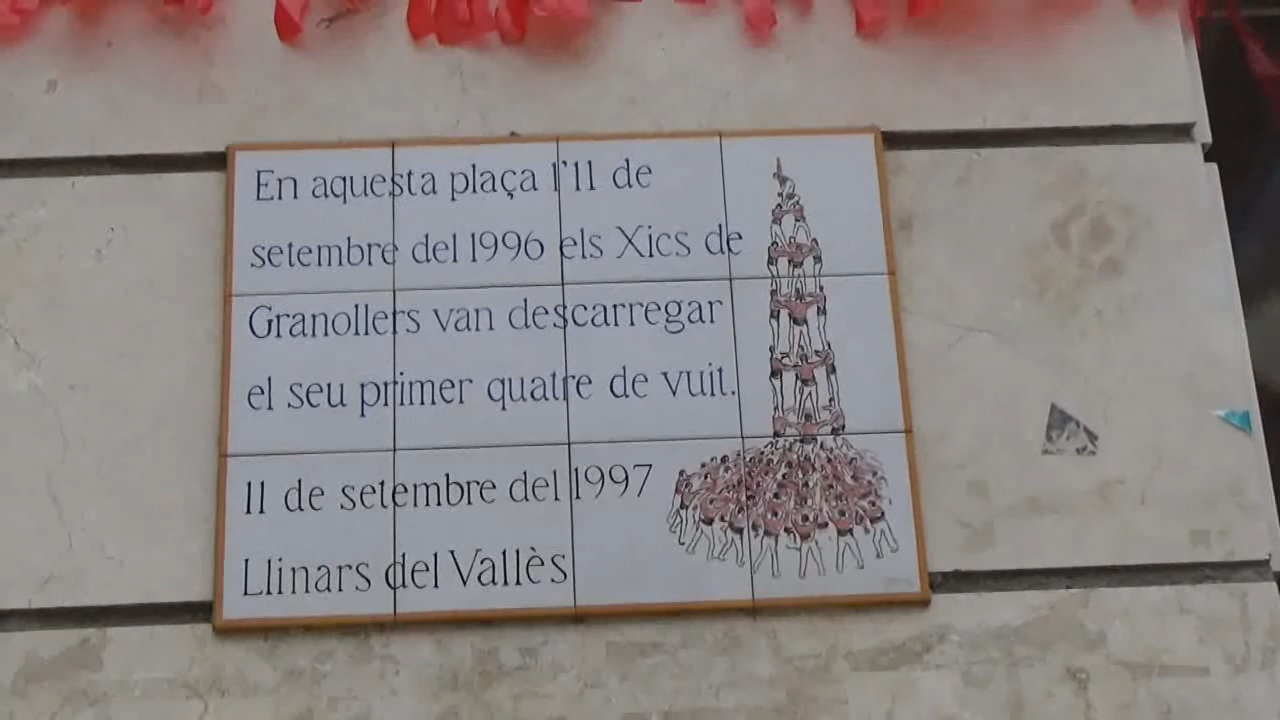 En aquesta plaça l'11 de
setembre del 1996 els Xics de
Granollers van descarregar
el seu primer quatre de vuit.
11 de setembre del 1997
Llinars del Vallès